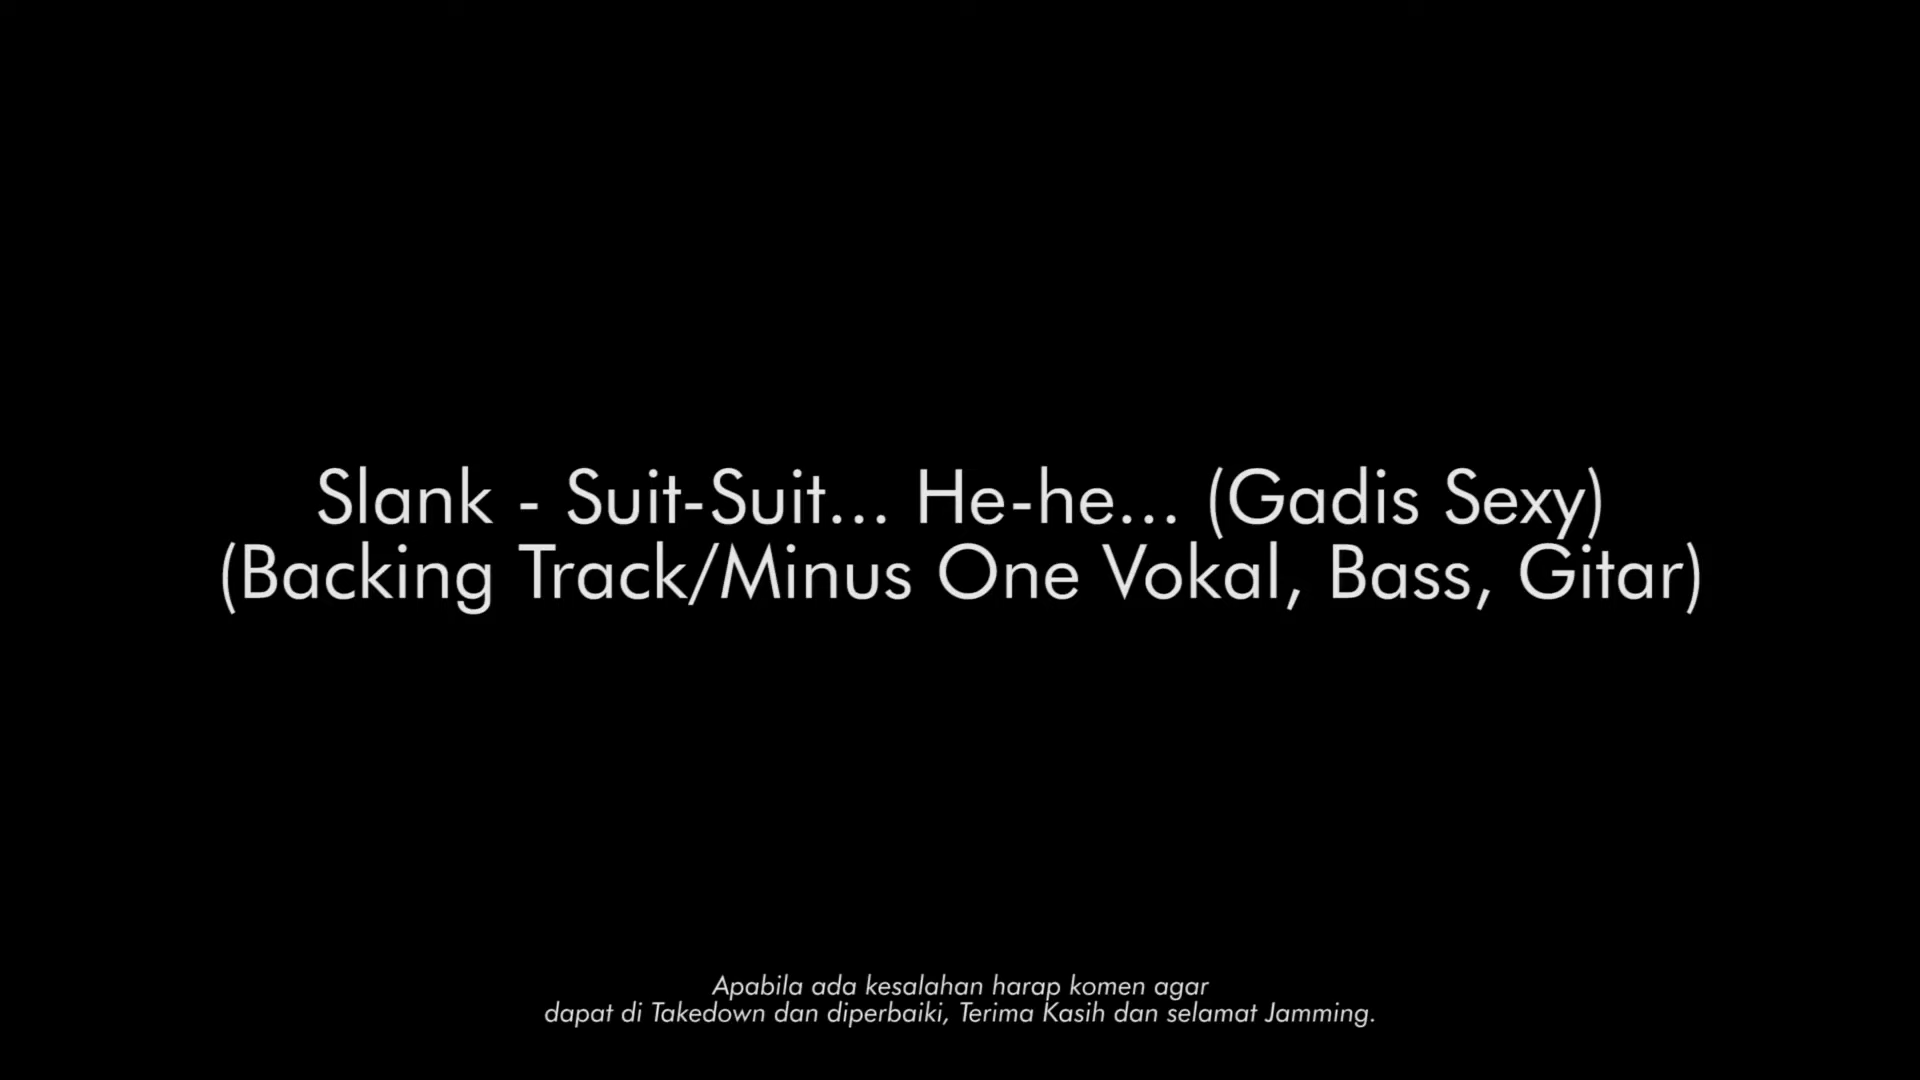 Slank - Suit-Suit... He-he... (Gadis Sexy)
(Backing Track/Minus One Vokal, Bass, Gitar)
Apabila ada kesalahan harap komen agar
dapat di Takedown dan diperbaiki, Terima Kasih dan selamat Jamming.